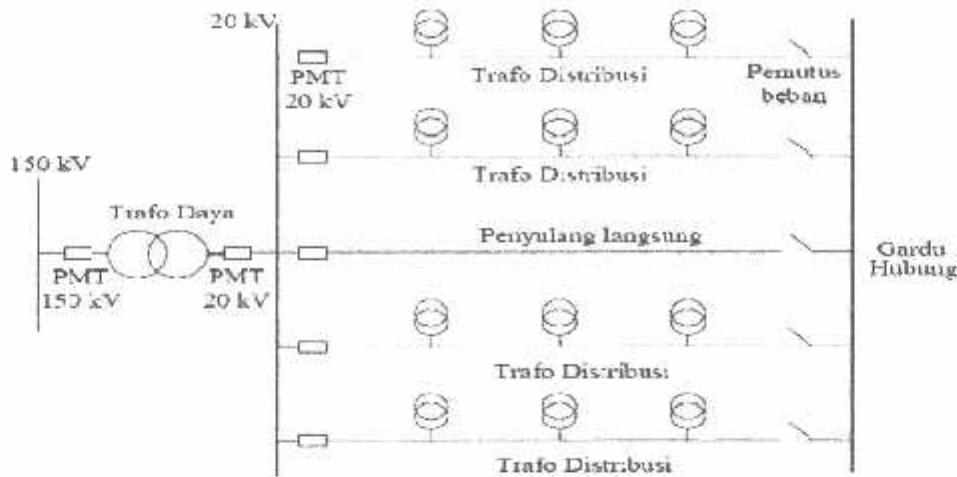 20 kV
PMT
20 kV
Trafo Distribusi
Pemutus
beban
Trafo Distribusi
150 kV
Trafo Daya
PMT
150 kV
PMT
20 kV
Penyulang langsung
Gardu
Hubung
Trafo Distribusi
Trafo Distribusi